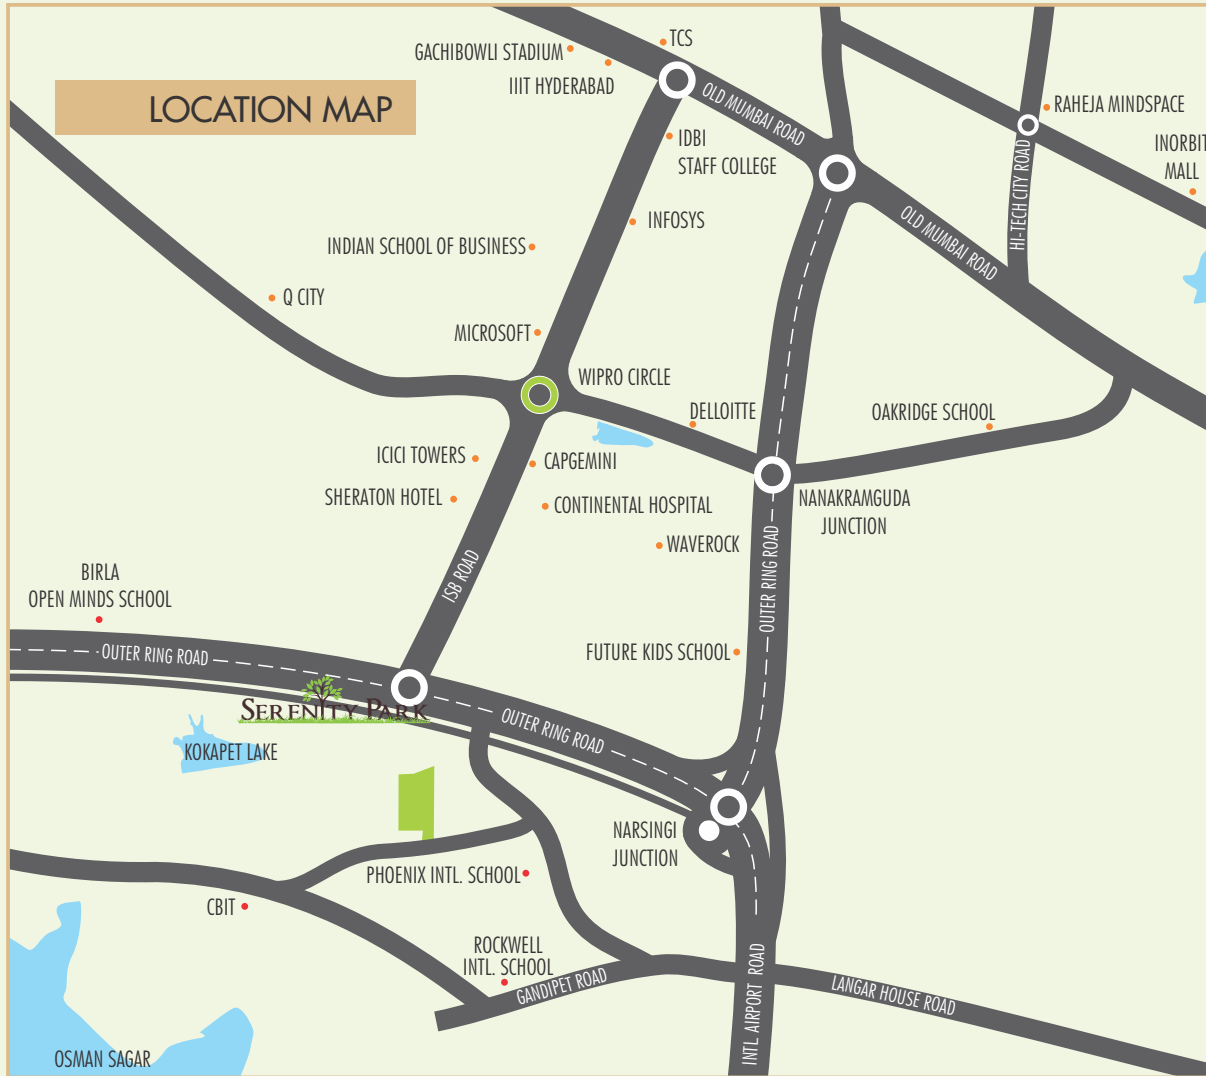 TCS
GACHIBOWLI STADIUM
IIIT HYDERABAD
LOCATION MAP
OLD MUMBAI ROAD
RAHEJA MINDSPACE
IDBI
STAFF COLLEGE
INORBIT
MALL
HI-TECH CITY ROAD
INFOSYS
OLD MUMBAI ROAD
INDIAN SCHOOL OF BUSINESS
Q CITY
MICROSOFT
WIPRO CIRCLE
DELLOITTE
OAKRIDGE SCHOOL
ICICI TOWERS
CAPGEMINI
SHERATON HOTEL
CONTINENTAL HOSPITAL
NANAKRAMGUDA
JUNCTION
WAVEROCK
OUTER RING ROAD
ISB ROAD
BIRLA
OPEN MINDS SCHOOL
OUTER RING ROAD
FUTURE KIDS SCHOOL
SERENITY PARK
OUTER RING ROAD
KOKAPET LAKE
NARSINGI
JUNCTION
PHOENIX INTL. SCHOOL
CBIT
ROCKWELL
INTL. SCHOOL
GANDIPET ROAD
INTL AIRPORT ROAD
LANGAR HOUSE ROAD
OSMAN SAGAR